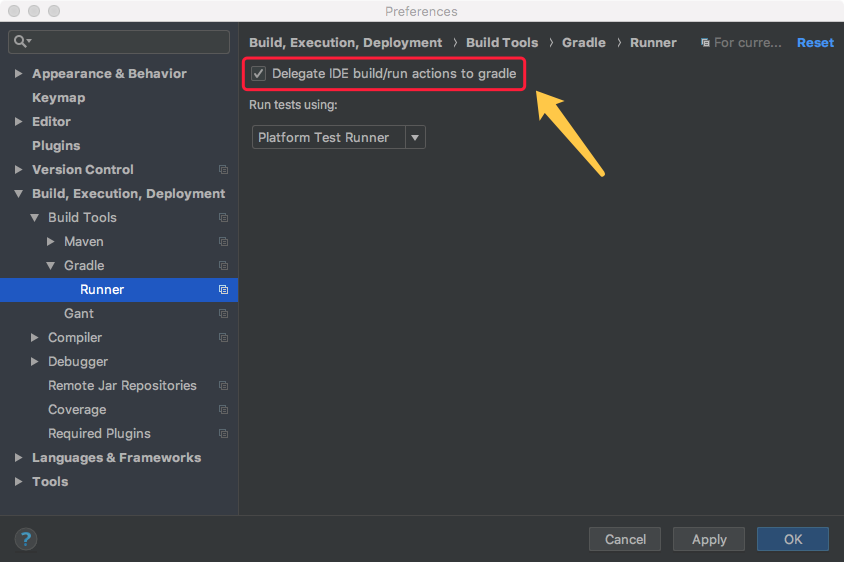 Preferences
Appearance & Behavior
Keymap
Editor
Plugins
Version Control
Build, Execution, Deployment
Build Tools
Maven
Gradle
Runner
Gant
Compiler
Debugger
Remote Jar Repositories
Coverage
Required Plugins
Languages & Frameworks
Tools
Build, Execution, Deployment › Build Tools › Gradle › Runner For curre... Reset
Delegate IDE build/run actions to gradle
Run tests using:
Platform Test Runner
? Cancel Apply OK